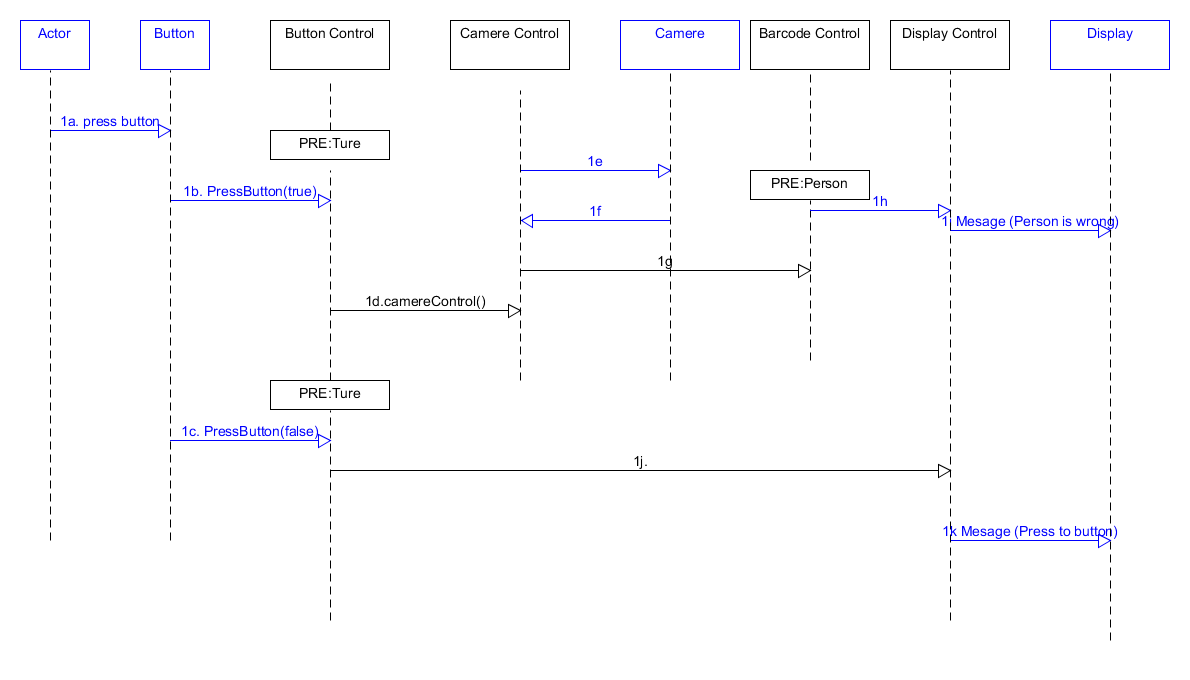 Actor
Button
Button Control
Camere Control
Camere
Barcode Control
Display Control
Display
1a. press button
PRE:Ture
1e
PRE:Person
1b. PressButton(true)
1h
1f
Mesage (Person is wrong)
1g
1d.camereControl()
PRE:Ture
1c. PressButton(false)
1j.
1k Mesage (Press to button)